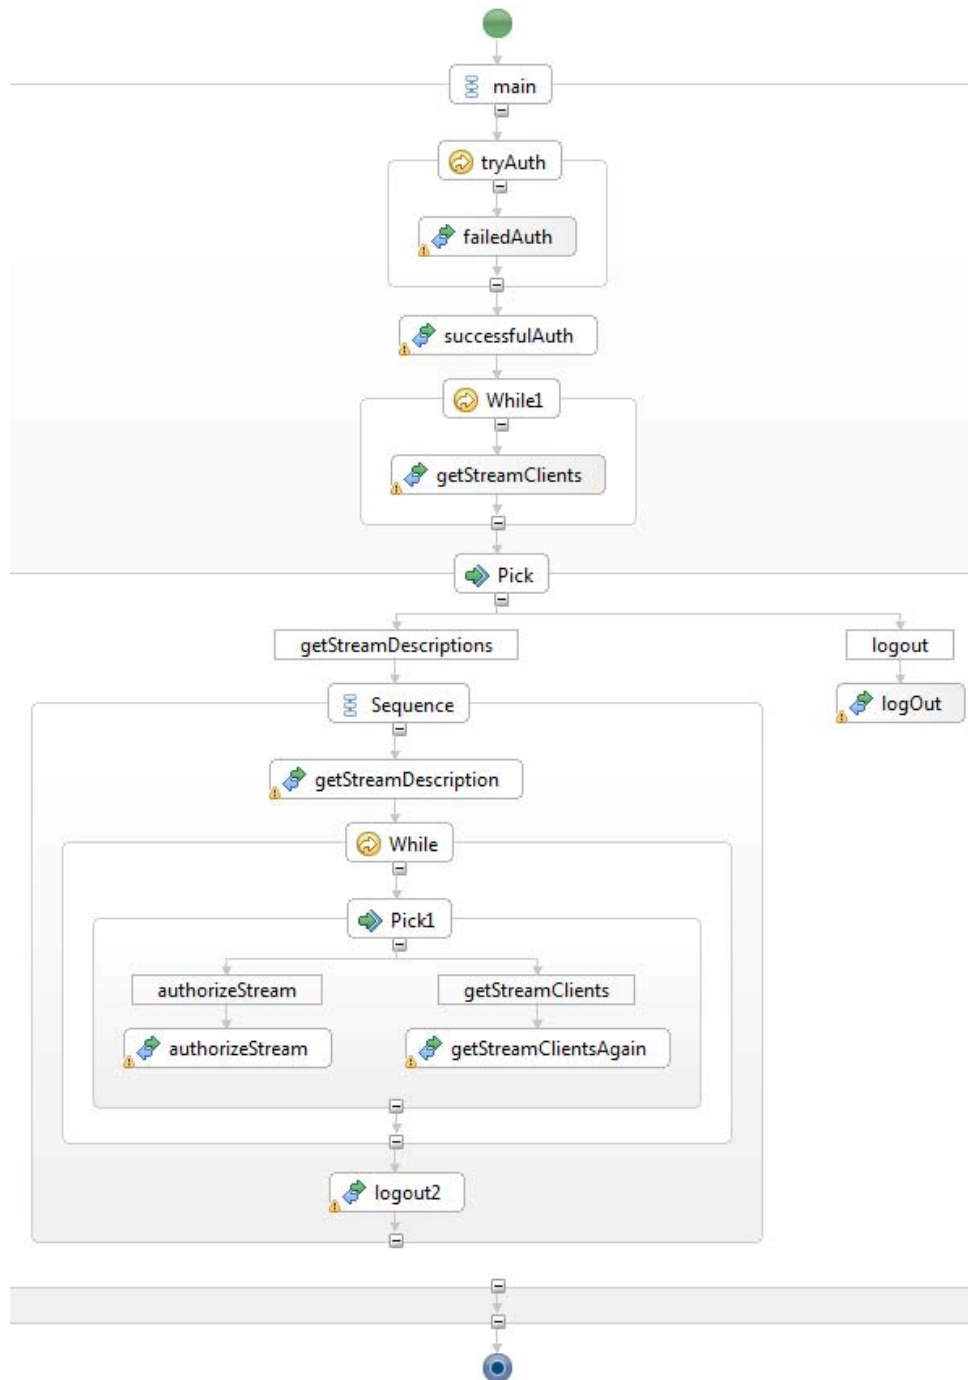 main
tryAuth
failedAuth
successfulAuth
While1
getStreamClients
Pick
getStreamDescriptions
logout
Sequence
logOut
getStreamDescription
While
Pick1
authorizeStream
getStreamClients
authorizeStream
getStreamClientsAgain
logout2